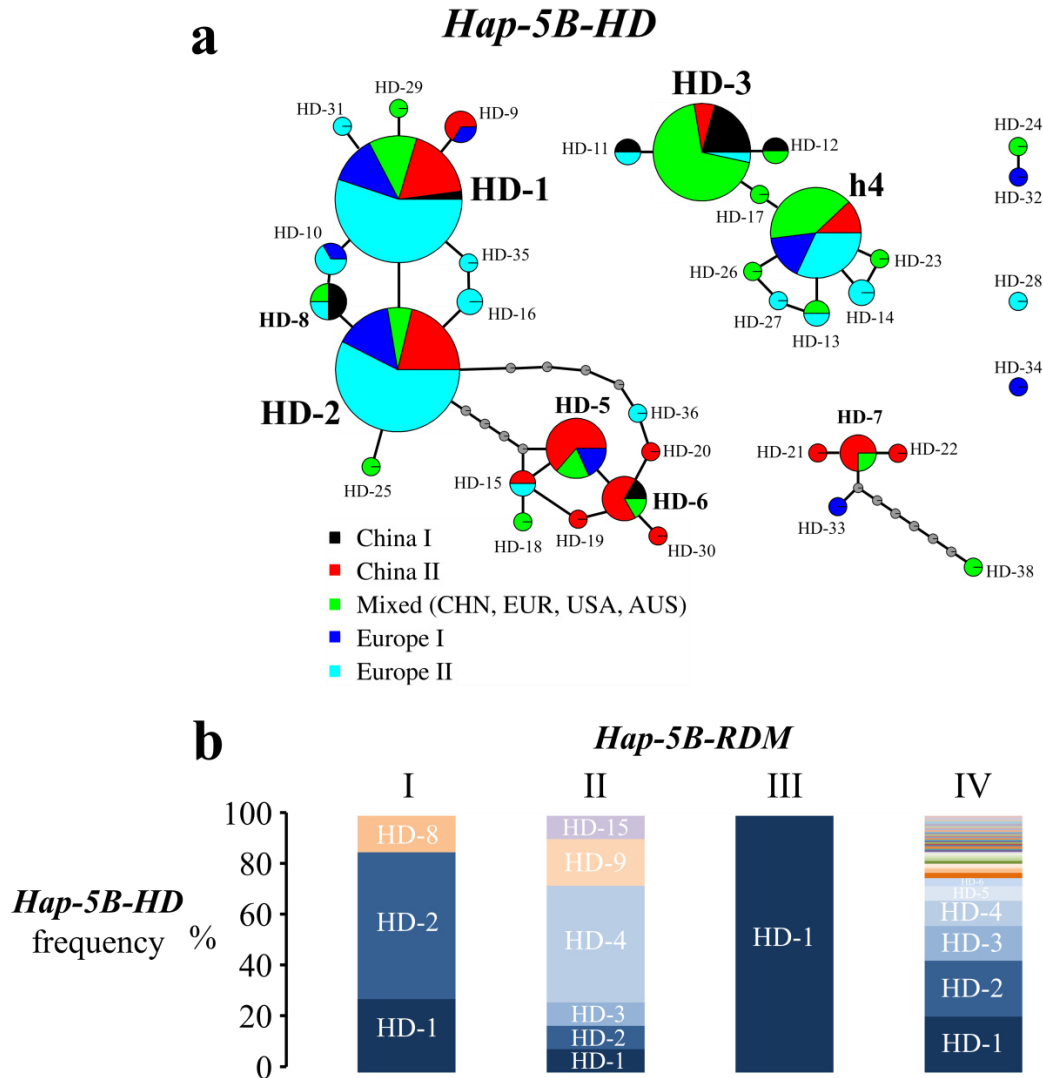 a
Hap-5B-HD
HD-29
HD-31
HD-9
HD-3
HD-24
HD-11
HD-12
HD-1
h4
HD-32
HD-17
HD-10
HD-35
HD-26
HD-23
HD-8
HD-16
HD-27
HD-14
HD-28
HD-13
HD-34
HD-2
HD-5
HD-36
HD-7
HD-20
HD-21
HD-22
HD-25
HD-15
HD-6
HD-33
HD-18
HD-19
HD-30
HD-38
China I
China II
Mixed (CHN, EUR, USA, AUS)
Europe I
Europe II
b
Hap-5B-RDM
I II III IV
100
80
60
40
20
0
Hap-5B-HD
frequency %
HD-8
HD-2
HD-1
HD-15
HD-9
HD-4
HD-3
HD-2
HD-1
HD-1
HD-6
HD-5
HD-4
HD-3
HD-2
HD-1